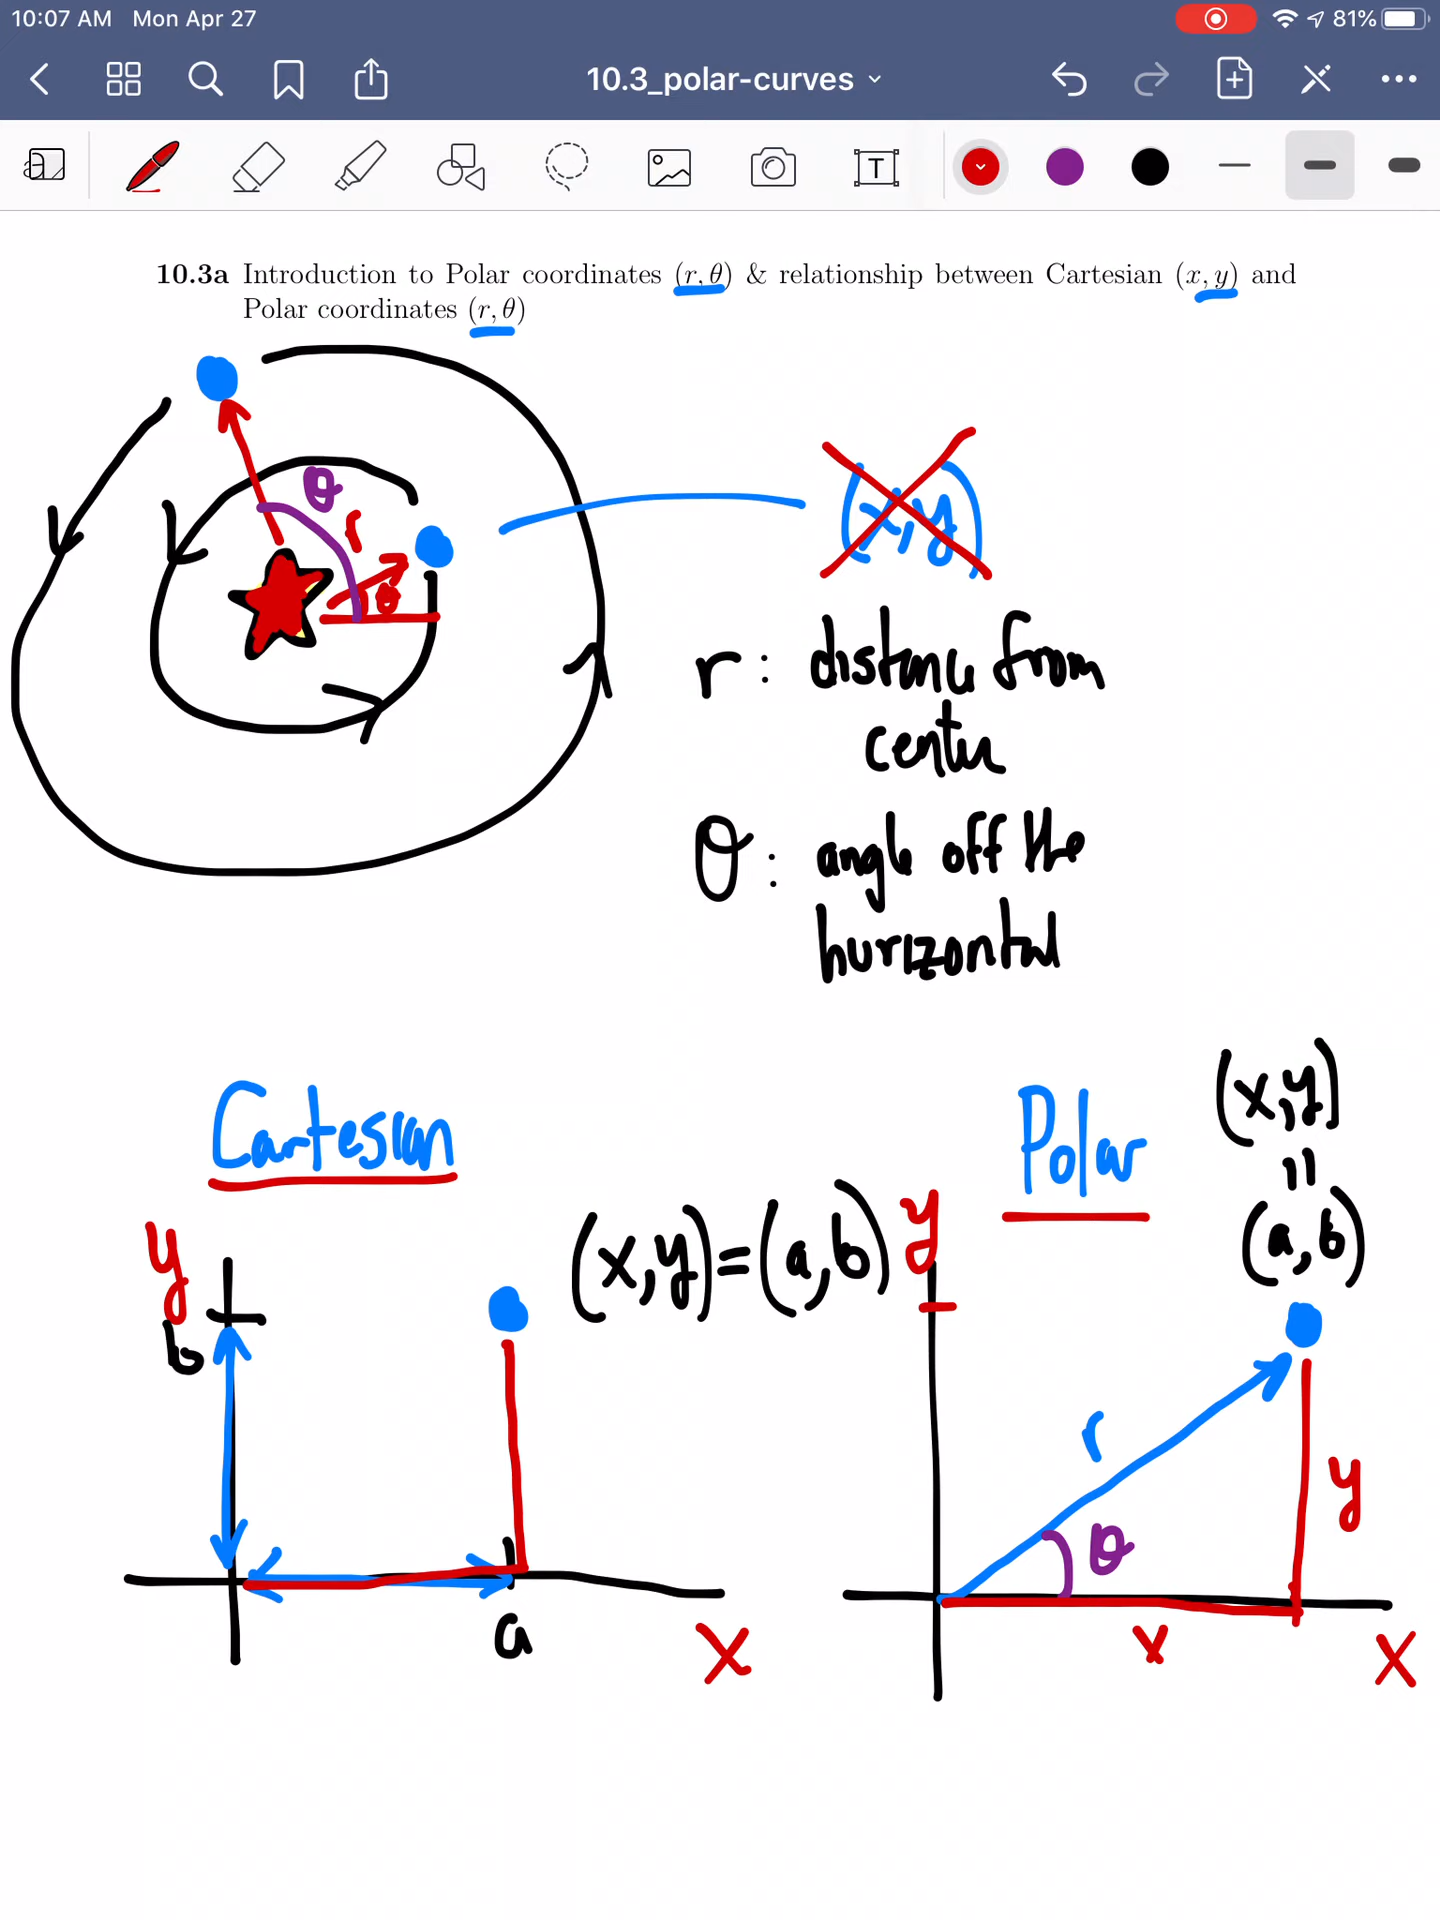 10:07 AM Mon Apr 27
81%
10.3_polar-curves
a
T
10.3a Introduction to Polar coordinates (r, θ) & relationship between Cartesian (x, y) and
Polar coordinates (r, θ)
θ
r
θ
(x,y)
r: distance from
center
θ: angle off the
horizontal
Cartesian
Polar
(x,y)
=
(a,b)
y
(x,y)=(a,b)
y
b
r
y
θ
a
x
x
x